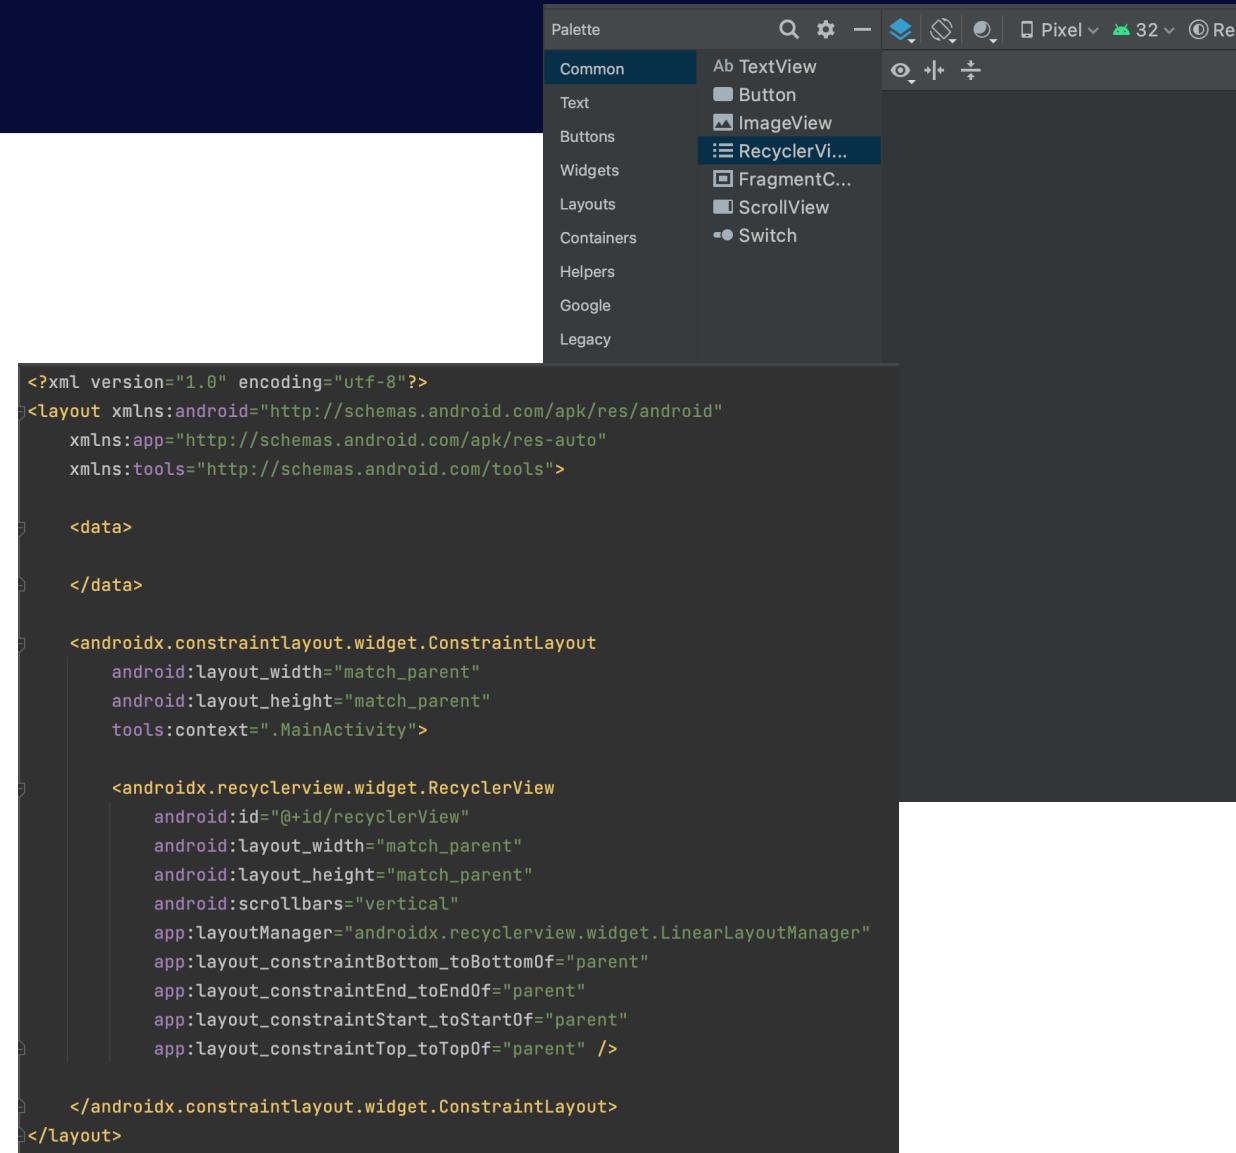 Palette
Pixel
32
Re
Common
Text
Buttons
Widgets
Layouts
Containers
Helpers
Google
Legacy
Ab TextView
Button
ImageView
RecyclerVi...
FragmentC...
ScrollView
Switch
<?xml version="1.0" encoding="utf-8"?>
<layout xmlns:android="http://schemas.android.com/apk/res/android"
    xmlns:app="http://schemas.android.com/apk/res-auto"
    xmlns:tools="http://schemas.android.com/tools">
    <data>
    </data>
    <androidx.constraintlayout.widget.ConstraintLayout
        android:layout_width="match_parent"
        android:layout_height="match_parent"
        tools:context=".MainActivity">
        <androidx.recyclerview.widget.RecyclerView
            android:id="@+id/recyclerView"
            android:layout_width="match_parent"
            android:layout_height="match_parent"
            android:scrollbars="vertical"
            app:layoutManager="androidx.recyclerview.widget.LinearLayoutManager"
            app:layout_constraintBottom_toBottomOf="parent"
            app:layout_constraintEnd_toEndOf="parent"
            app:layout_constraintStart_toStartOf="parent"
            app:layout_constraintTop_toTopOf="parent" />
    </androidx.constraintlayout.widget.ConstraintLayout>
</layout>